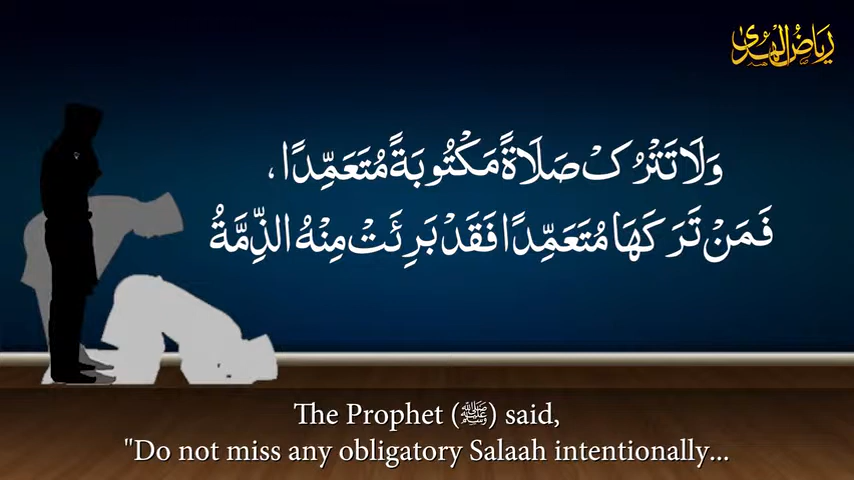 رياض الهدى
وَلَا تَتْرُكْ صَلَاةً مَكْتُوبَةً مُتَعَمِّدًا ،
فَمَنْ تَرَكَهَا مُتَعَمِّدًا فَقَدْ بَرِئَتْ مِنْهُ الذِّمَّةُ
The Prophet (ﷺ) said,
"Do not miss any obligatory Salaah intentionally...